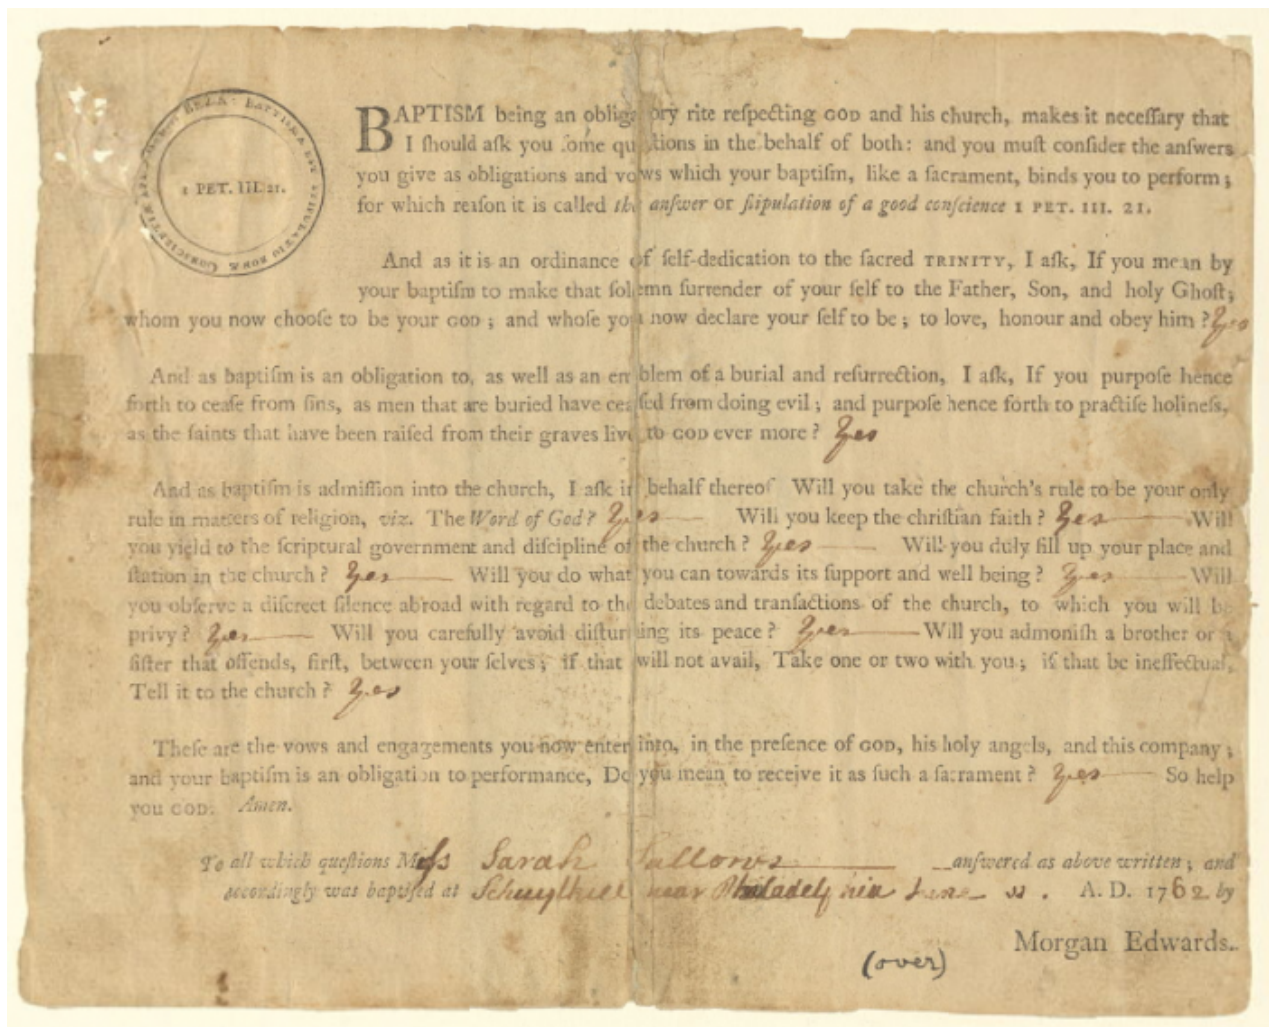 BEZA: BAPTISMA EST STIPULATIO BONÆ CONSCIENTIÆ
1 PET. III. 21.
BAPTISM being an obligatory rite reſpecting GOD and his church, makes it neceſſary that
I ſhould aſk you ſome queſtions in the behalf of both: and you muſt conſider the anſwers
you give as obligations and vows which your baptiſm, like a ſacrament, binds you to perform;
for which reaſon it is called the anſwer or ſtipulation of a good conſcience 1 PET. III. 21.
And as it is an ordinance of ſelf-dedication to the ſacred TRINITY, I aſk, If you mean by
your baptiſm to make that ſolemn ſurrender of your ſelf to the Father, Son, and holy Ghoſt;
whom you now chooſe to be your GOD; and whoſe you now declare your ſelf to be; to love, honour and obey him? Yes
And as baptiſm is an obligation to, as well as an emblem of a burial and reſurrection, I aſk, If you purpoſe hence
forth to ceaſe from ſins, as men that are buried have ceaſed from doing evil; and purpoſe hence forth to practiſe holineſs,
as the ſaints that have been raiſed from their graves live to GOD ever more? Yes
And as baptiſm is admiſſion into the church, I aſk in behalf thereof Will you take the church's rule to be your only
rule in matters of religion, viz. The Word of God? Yes Will you keep the chriſtian faith? Yes Will
you yield to the ſcriptural government and diſcipline of the church? Yes Will you duly fill up your place and
ſtation in the church? Yes Will you do what you can towards its ſupport and well being? Yes Will
you obſerve a diſcreet ſilence abroad with regard to the debates and tranſactions of the church, to which you will be
privy? Yes Will you carefully avoid diſturbing its peace? Yes Will you admoniſh a brother or a
ſiſter that offends, firſt, between your ſelves; if that will not avail, Take one or two with you; if that be ineffectual,
Tell it to the church? Yes
Theſe are the vows and engagements you now enter into, in the preſence of GOD, his holy angels, and this company;
and your baptiſm is an obligation to performance, Do you mean to receive it as ſuch a ſacrament? Yes So help
you GOD. Amen.
To all which queſtions Miſs Sarah Sallows anſwered as above written; and
accordingly was baptiſed at Schuylkill near Philadelphia June A. D. 1762 by
Morgan Edwards.
(over)